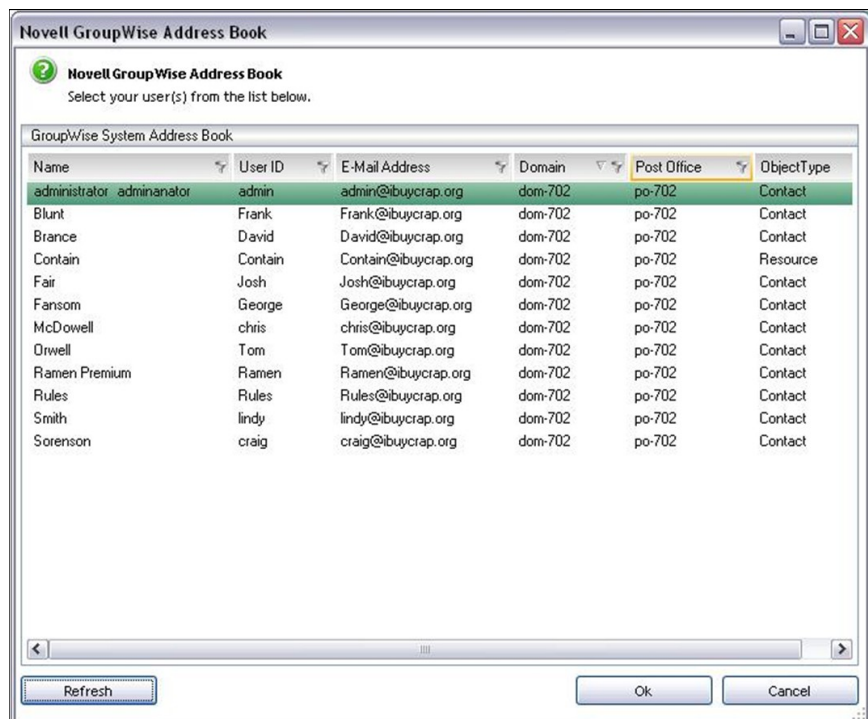 Novell GroupWise Address Book
Novell GroupWise Address Book
Select your user(s) from the list below.
GroupWise System Address Book
Name User ID E-Mail Address Domain Post Office ObjectType
administrator adminanator admin admin@ibuycrap.org dom-702 po-702 Contact
Blunt Frank Frank@ibuycrap.org dom-702 po-702 Contact
Brance David David@ibuycrap.org dom-702 po-702 Contact
Contain Contain Contain@ibuycrap.org dom-702 po-702 Resource
Fair Josh Josh@ibuycrap.org dom-702 po-702 Contact
Fansom George George@ibuycrap.org dom-702 po-702 Contact
McDowell chris chris@ibuycrap.org dom-702 po-702 Contact
Orwell Tom Tom@ibuycrap.org dom-702 po-702 Contact
Ramen Premium Ramen Ramen@ibuycrap.org dom-702 po-702 Contact
Rules Rules Rules@ibuycrap.org dom-702 po-702 Contact
Smith lindy lindy@ibuycrap.org dom-702 po-702 Contact
Sorenson craig craig@ibuycrap.org dom-702 po-702 Contact
Refresh Ok Cancel